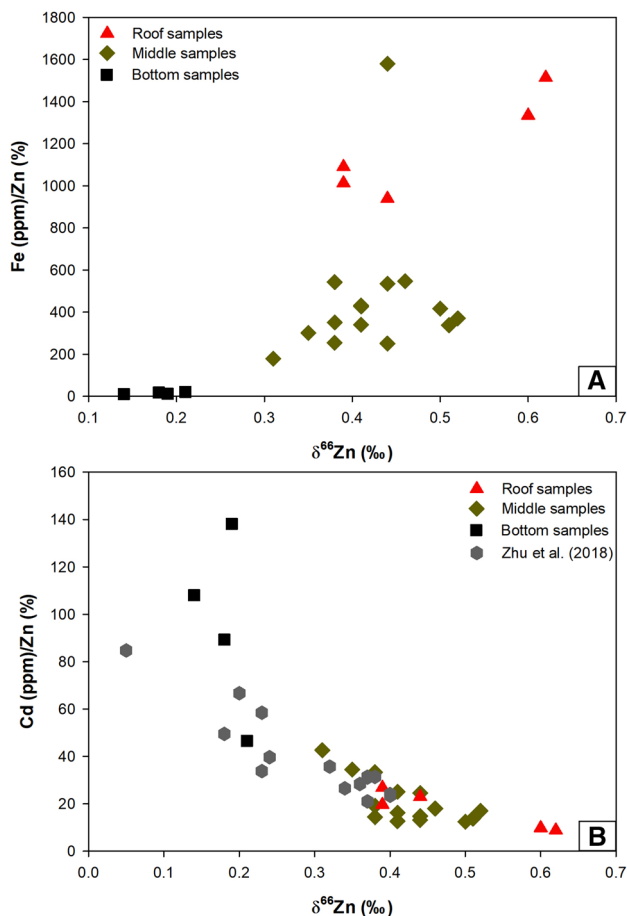 A
Roof samples
Middle samples
Bottom samples
1800
1600
1400
1200
1000
800
600
400
200
0
Fe (ppm)/Zn (%)
A
0.1 0.2 0.3 0.4 0.5 0.6 0.7
δ⁶⁶Zn (‰)
B
160
140
120
100
80
60
40
20
0
Cd (ppm)/Zn (%)
Roof samples
Middle samples
Bottom samples
Zhu et al. (2018)
B
0.0 0.1 0.2 0.3 0.4 0.5 0.6 0.7
δ⁶⁶Zn (‰)